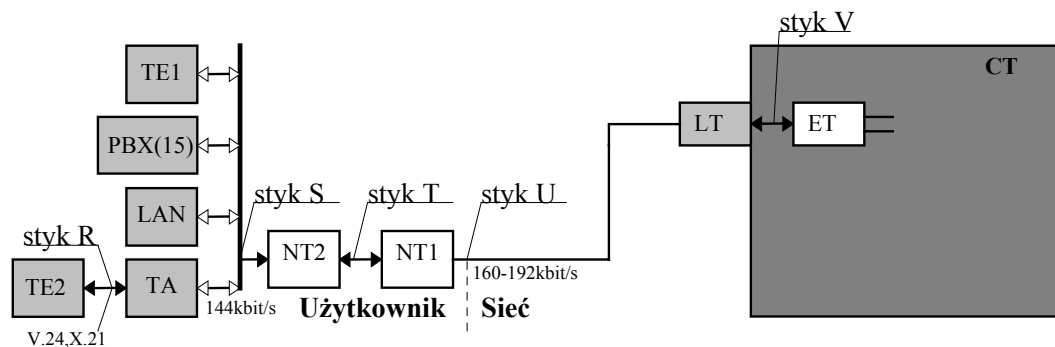 styk V
CT
TE1
LT
ET
PBX(15)
styk S
styk T
styk U
LAN
styk R
NT2
NT1
160-192kbit/s
TE2
TA
144kbit/s
Użytkownik
Sieć
V.24,X.21